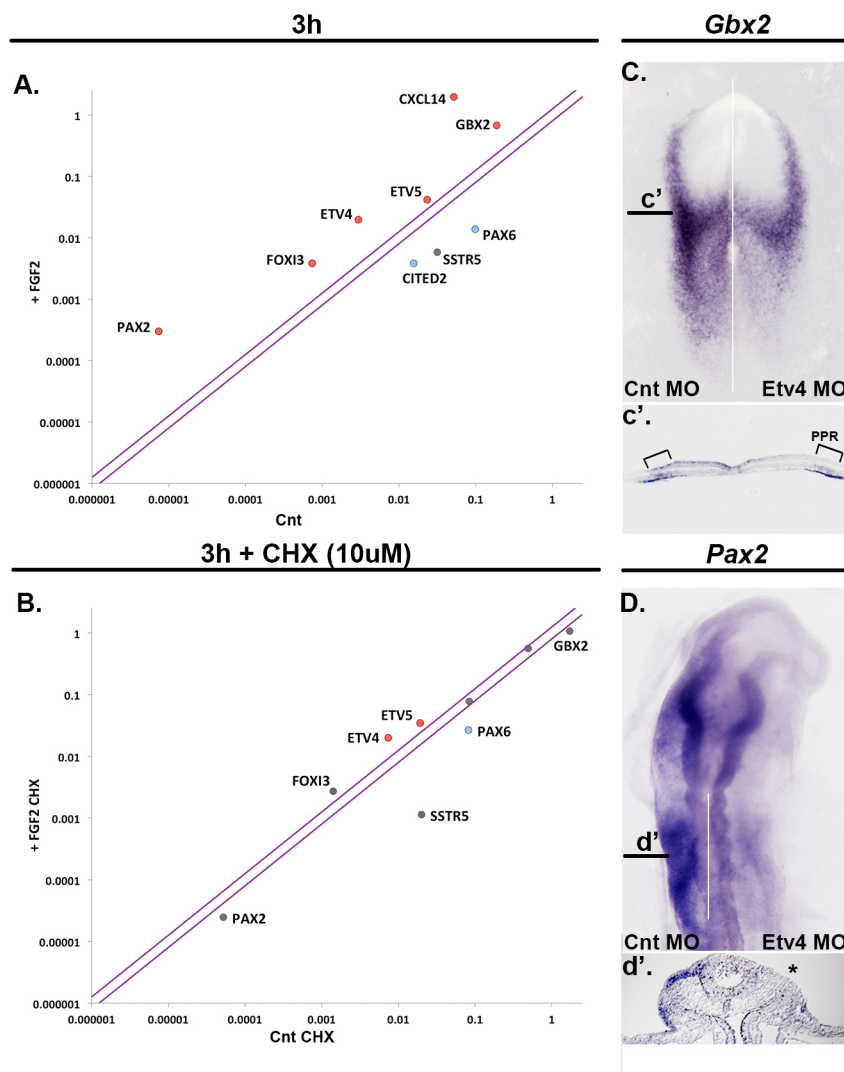 3h
Gbx2
A.
1
0.1
0.01
0.001
0.0001
0.00001
0.000001
+ FGF2
CXCL14
GBX2
ETV5
ETV4
PAX6
FOXI3
SSTR5
CITED2
PAX2
0.000001
0.00001
0.0001
0.001
0.01
0.1
1
Cnt
C.
c'
Cnt MO
Etv4 MO
c'.
PPR
3h + CHX (10uM)
Pax2
B.
1
0.1
0.01
0.001
0.0001
0.00001
0.000001
+ FGF2 CHX
GBX2
ETV5
ETV4
PAX6
FOXI3
SSTR5
PAX2
0.000001
0.00001
0.0001
0.001
0.01
0.1
1
Cnt CHX
D.
d'
Cnt MO
Etv4 MO
d'.
*